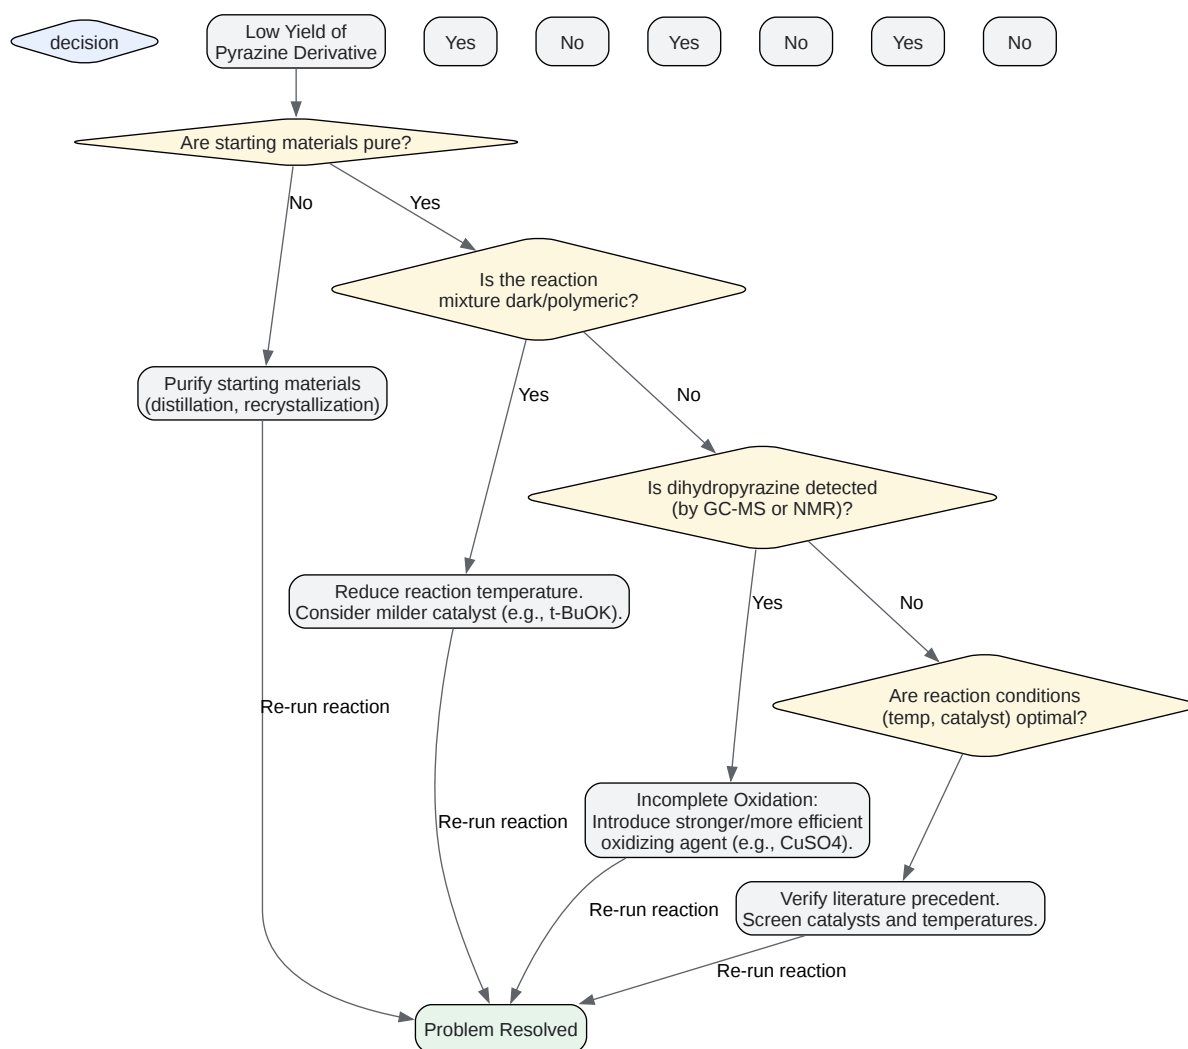 decision
Low Yield of
Pyrazine Derivative
Yes
No
Yes
No
Yes
No
Are starting materials pure?
No
Yes
Is the reaction
mixture dark/polymeric?
Purify starting materials
(distillation, recrystallization)
Yes
No
Is dihydropyrazine detected
(by GC-MS or NMR)?
Reduce reaction temperature.
Consider milder catalyst (e.g., t-BuOK).
Yes
No
Re-run reaction
Are reaction conditions
(temp, catalyst) optimal?
Incomplete Oxidation:
Introduce stronger/more efficient
oxidizing agent (e.g., CuSO4).
Re-run reaction
Verify literature precedent.
Screen catalysts and temperatures.
Re-run reaction
Re-run reaction
Problem Resolved